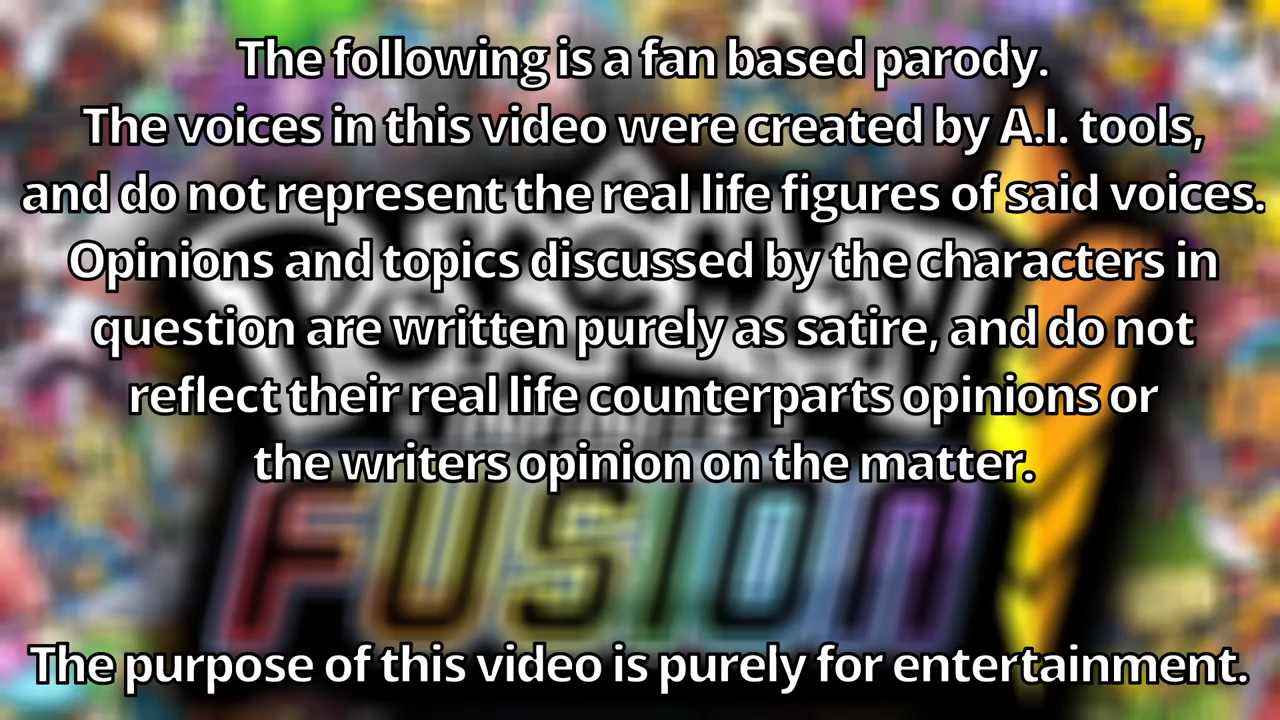 The following is a fan based parody.
The voices in this video were created by A.I. tools,
and do not represent the real life figures of said voices.
Opinions and topics discussed by the characters in
question are written purely as satire, and do not
reflect their real life counterparts opinions or
the writers opinion on the matter.
FUSION
The purpose of this video is purely for entertainment.